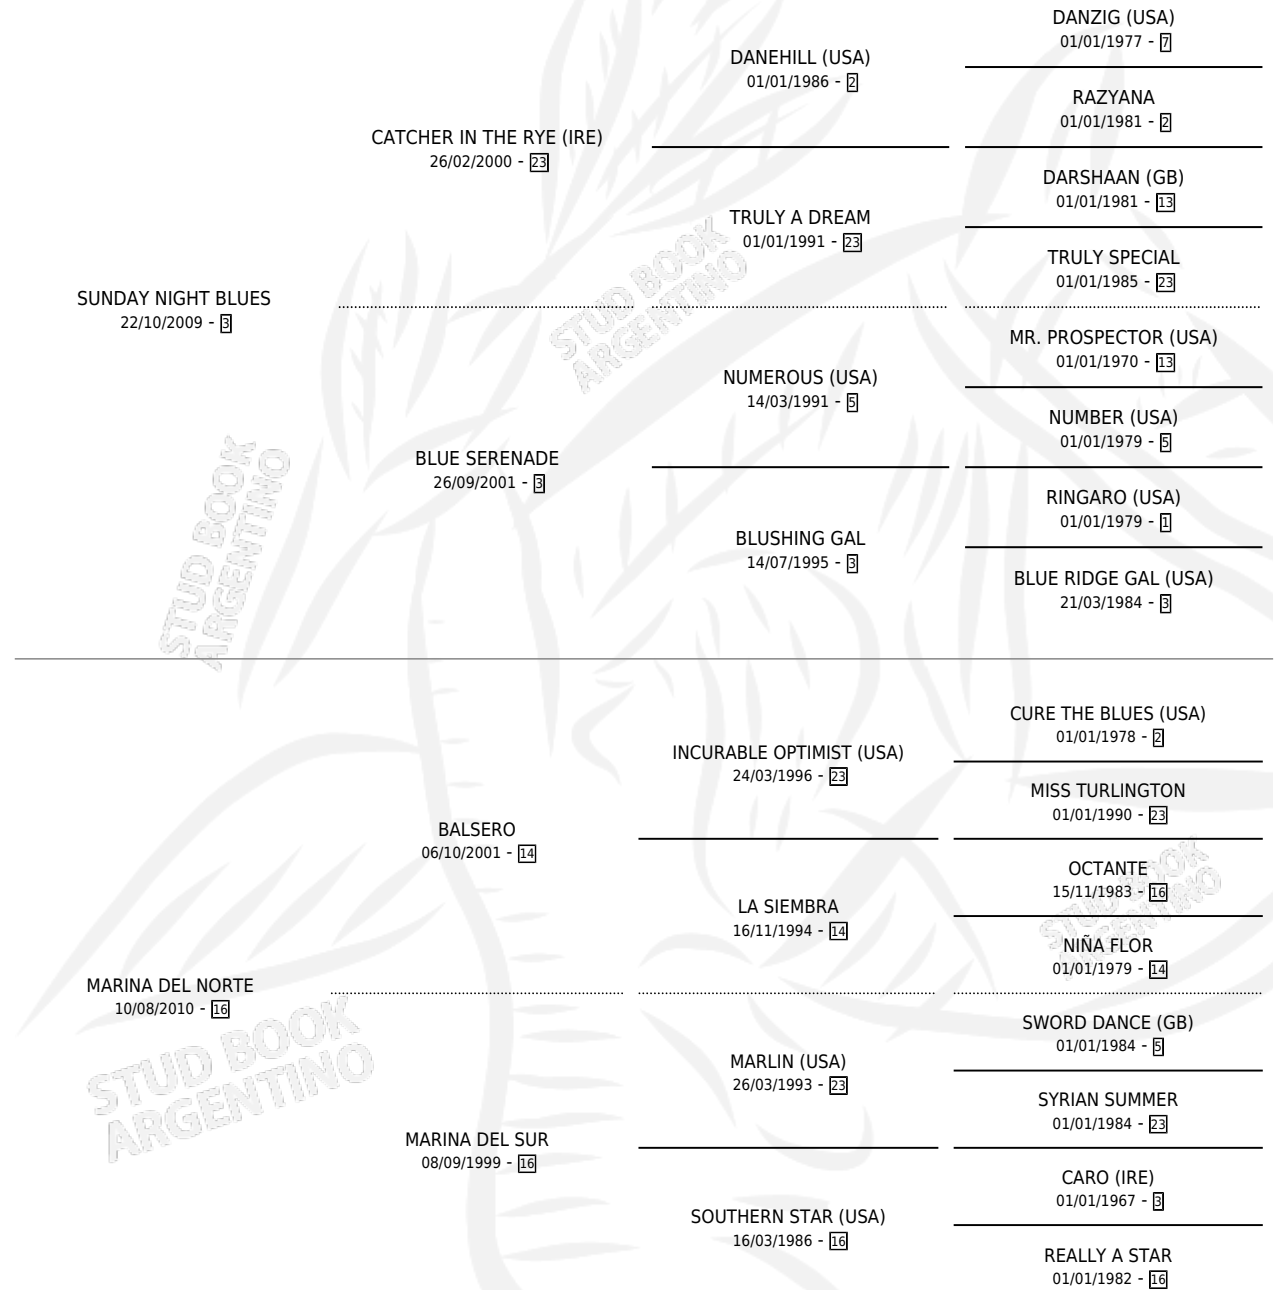 DANZIG (USA)
01/01/1977 - 7
DANEHILL (USA)
01/01/1986 - 2
RAZYANA
01/01/1981 - 2
CATCHER IN THE RYE (IRE)
26/02/2000 - 23
DARSHAAN (GB)
01/01/1981 - 13
TRULY A DREAM
01/01/1991 - 23
TRULY SPECIAL
01/01/1985 - 23
SUNDAY NIGHT BLUES
22/10/2009 - 3
MR. PROSPECTOR (USA)
01/01/1970 - 13
NUMEROUS (USA)
14/03/1991 - 5
NUMBER (USA)
01/01/1979 - 5
BLUE SERENADE
26/09/2001 - 3
RINGARO (USA)
01/01/1979 - 1
BLUSHING GAL
14/07/1995 - 3
BLUE RIDGE GAL (USA)
21/03/1984 - 3
CURE THE BLUES (USA)
01/01/1978 - 2
INCURABLE OPTIMIST (USA)
24/03/1996 - 23
MISS TURLINGTON
01/01/1990 - 23
BALSERO
06/10/2001 - 14
OCTANTE
15/11/1983 - 16
LA SIEMBRA
16/11/1994 - 14
NIÑA FLOR
01/01/1979 - 14
MARINA DEL NORTE
10/08/2010 - 16
SWORD DANCE (GB)
01/01/1984 - 5
MARLIN (USA)
26/03/1993 - 23
SYRIAN SUMMER
01/01/1984 - 23
MARINA DEL SUR
08/09/1999 - 16
CARO (IRE)
01/01/1967 - 3
SOUTHERN STAR (USA)
16/03/1986 - 16
REALLY A STAR
01/01/1982 - 16
STUD BOOK
ARGENTINO
STUD BOOK
ARGENTINO
STUD BOOK
ARGENTINO
STUD BOOK
ARGENTINO